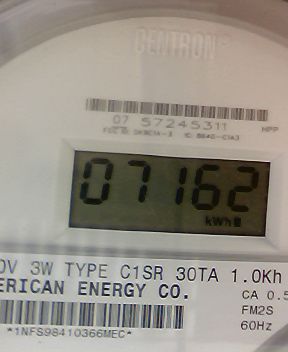 CENTRON®
07 57245311
HPP
07162
kWh
0V 3W TYPE C1SR 30TA 1.0Kh
ERICAN ENERGY CO.
CA 0.5
FM2S
60Hz
*1NFS98410366MEC*